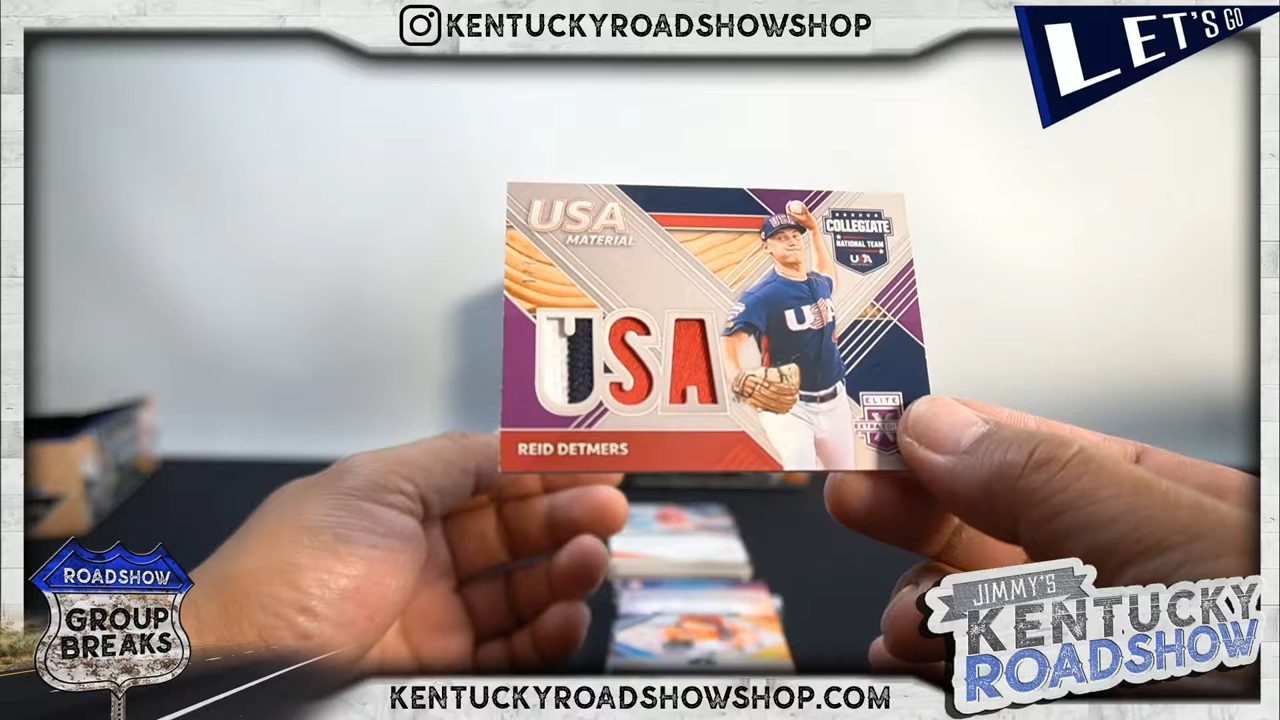 KENTUCKYROADSHOWSHOP
LET'S GO
USA
MATERIAL
COLLEGIATE
NATIONAL TEAM
USA
USA
REID DETMERS
ELITE
X
EXTRA EDITION
ROADSHOW
GROUP
BREAKS
JIMMY'S
KENTUCKY
ROADSHOW
KENTUCKYROADSHOWSHOP.COM